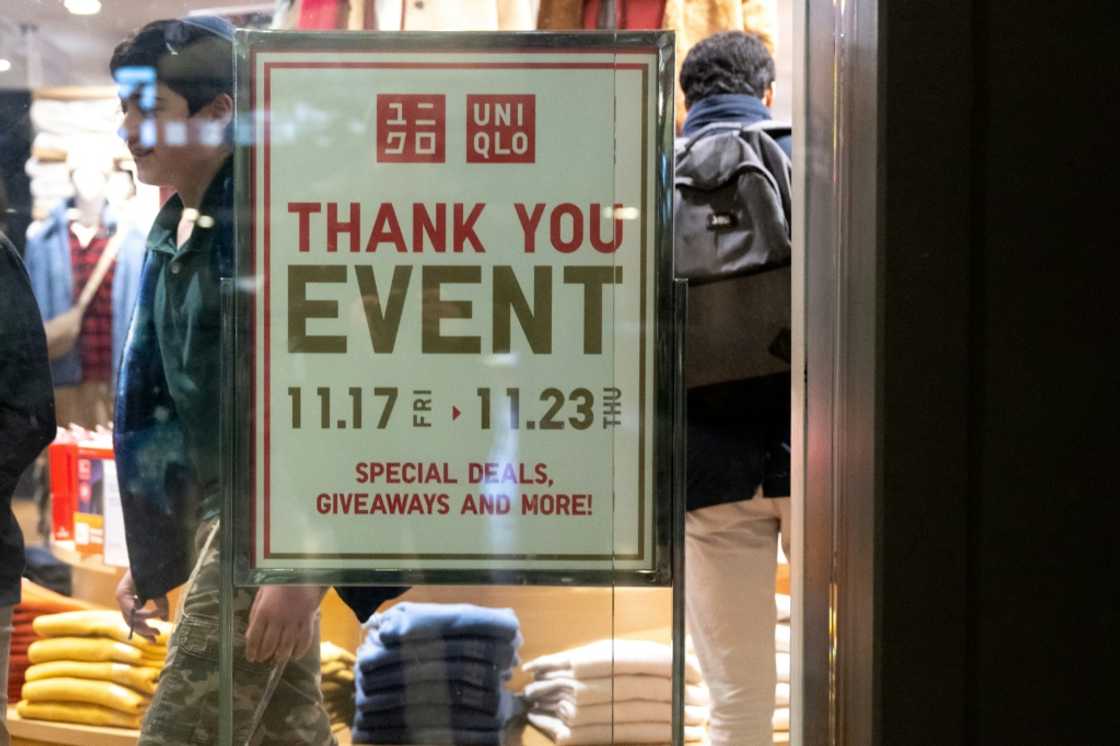 ユニ
クロ
UNI
QLO
THANK YOU
EVENT
11.17 FRI ▸ 11.23 THU
SPECIAL DEALS,
GIVEAWAYS AND MORE!